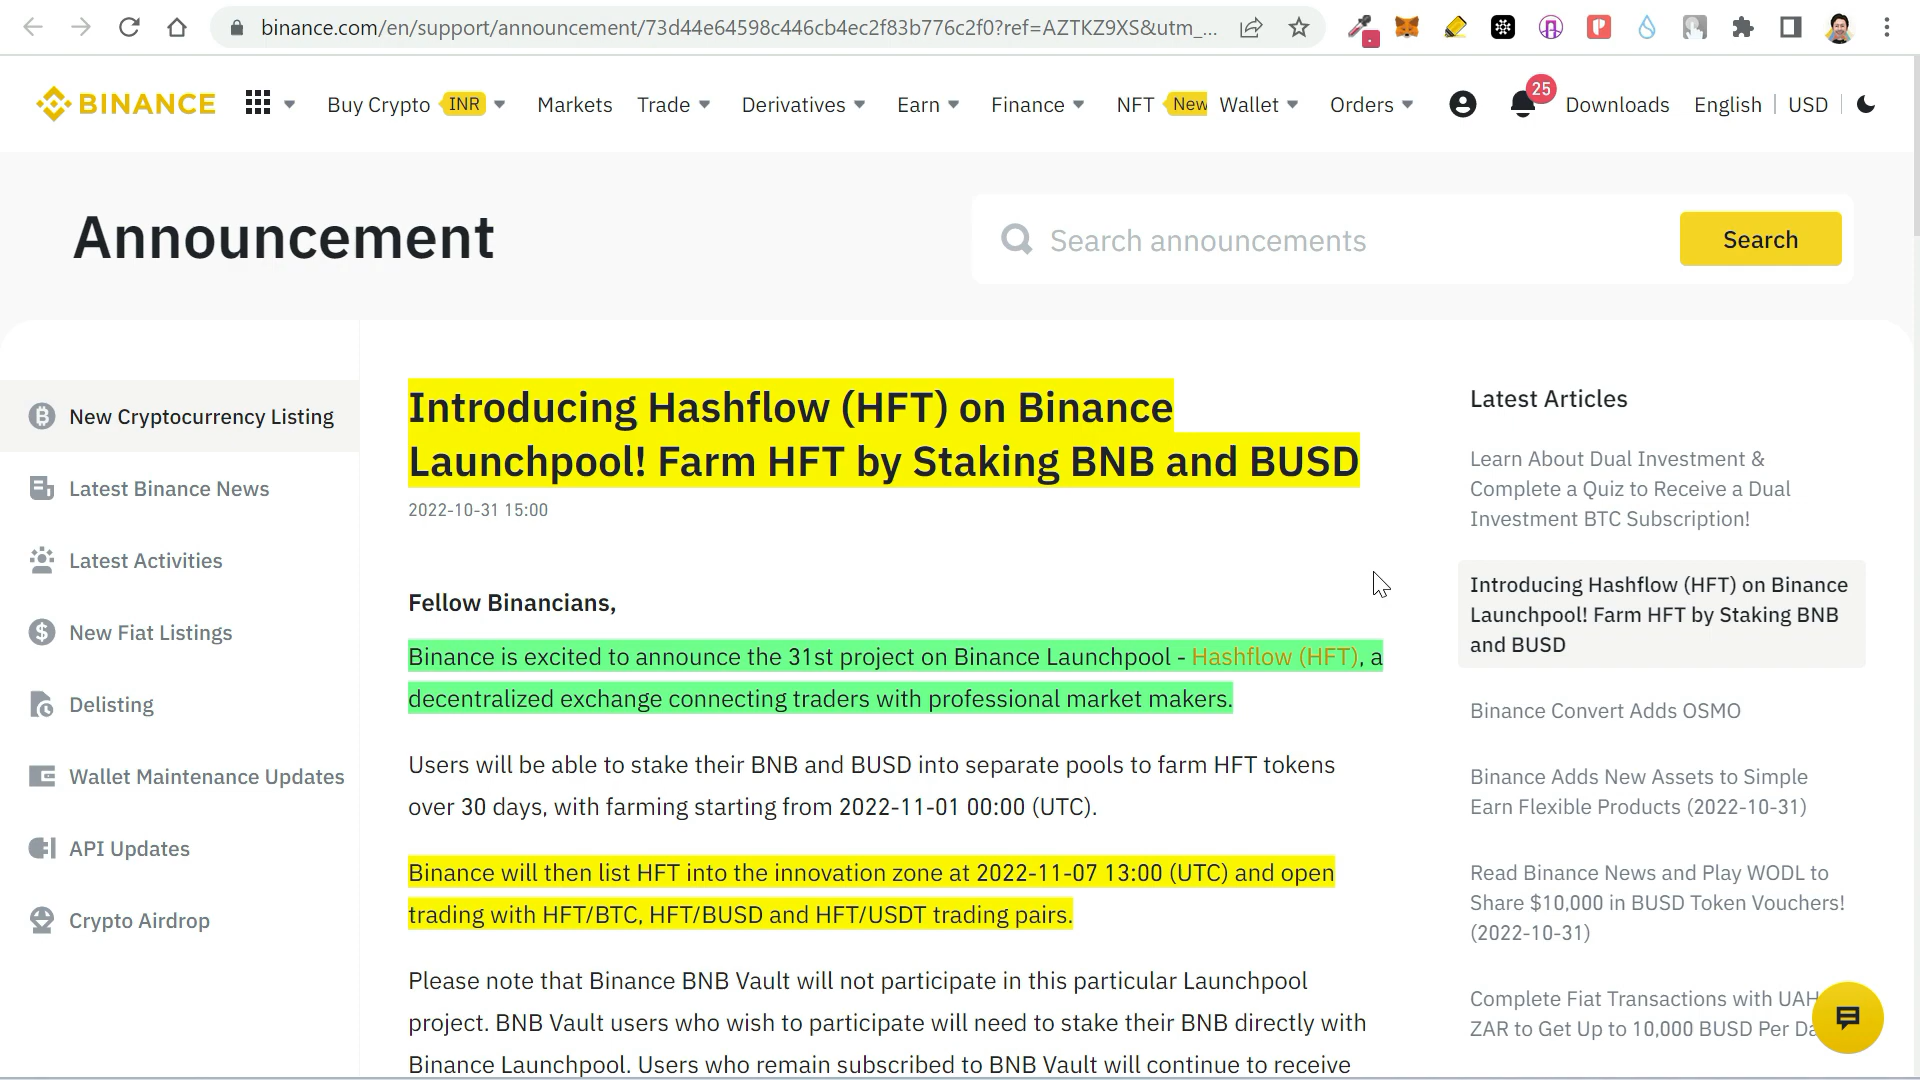 binance.com/en/support/announcement/73d44e64598c446cb4ec2f83b776c2f0?ref=AZTKZ9XS&utm_...
BINANCE
Buy Crypto INR
Markets
Trade
Derivatives
Earn
Finance
NFT New
Wallet
Orders
25
Downloads
English
USD
Announcement
Search announcements
Search
New Cryptocurrency Listing
Latest Binance News
Latest Activities
New Fiat Listings
Delisting
Wallet Maintenance Updates
API Updates
Crypto Airdrop
Introducing Hashflow (HFT) on Binance
Launchpool! Farm HFT by Staking BNB and BUSD
2022-10-31 15:00
Fellow Binancians,
Binance is excited to announce the 31st project on Binance Launchpool - Hashflow (HFT), a
decentralized exchange connecting traders with professional market makers.
Users will be able to stake their BNB and BUSD into separate pools to farm HFT tokens
over 30 days, with farming starting from 2022-11-01 00:00 (UTC).
Binance will then list HFT into the innovation zone at 2022-11-07 13:00 (UTC) and open
trading with HFT/BTC, HFT/BUSD and HFT/USDT trading pairs.
Please note that Binance BNB Vault will not participate in this particular Launchpool
project. BNB Vault users who wish to participate will need to stake their BNB directly with
Binance Launchpool. Users who remain subscribed to BNB Vault will continue to receive
Latest Articles
Learn About Dual Investment &
Complete a Quiz to Receive a Dual
Investment BTC Subscription!
Introducing Hashflow (HFT) on Binance
Launchpool! Farm HFT by Staking BNB
and BUSD
Binance Convert Adds OSMO
Binance Adds New Assets to Simple
Earn Flexible Products (2022-10-31)
Read Binance News and Play WODL to
Share $10,000 in BUSD Token Vouchers!
(2022-10-31)
Complete Fiat Transactions with UAH
ZAR to Get Up to 10,000 BUSD Per Da